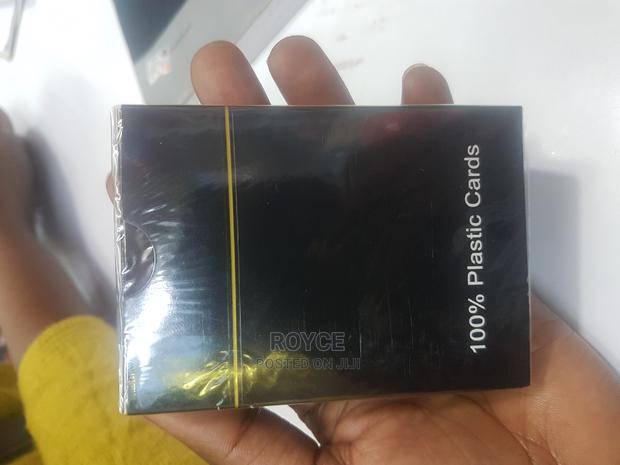 100% Plastic Cards
ROYCE
POSTED ON JIJI